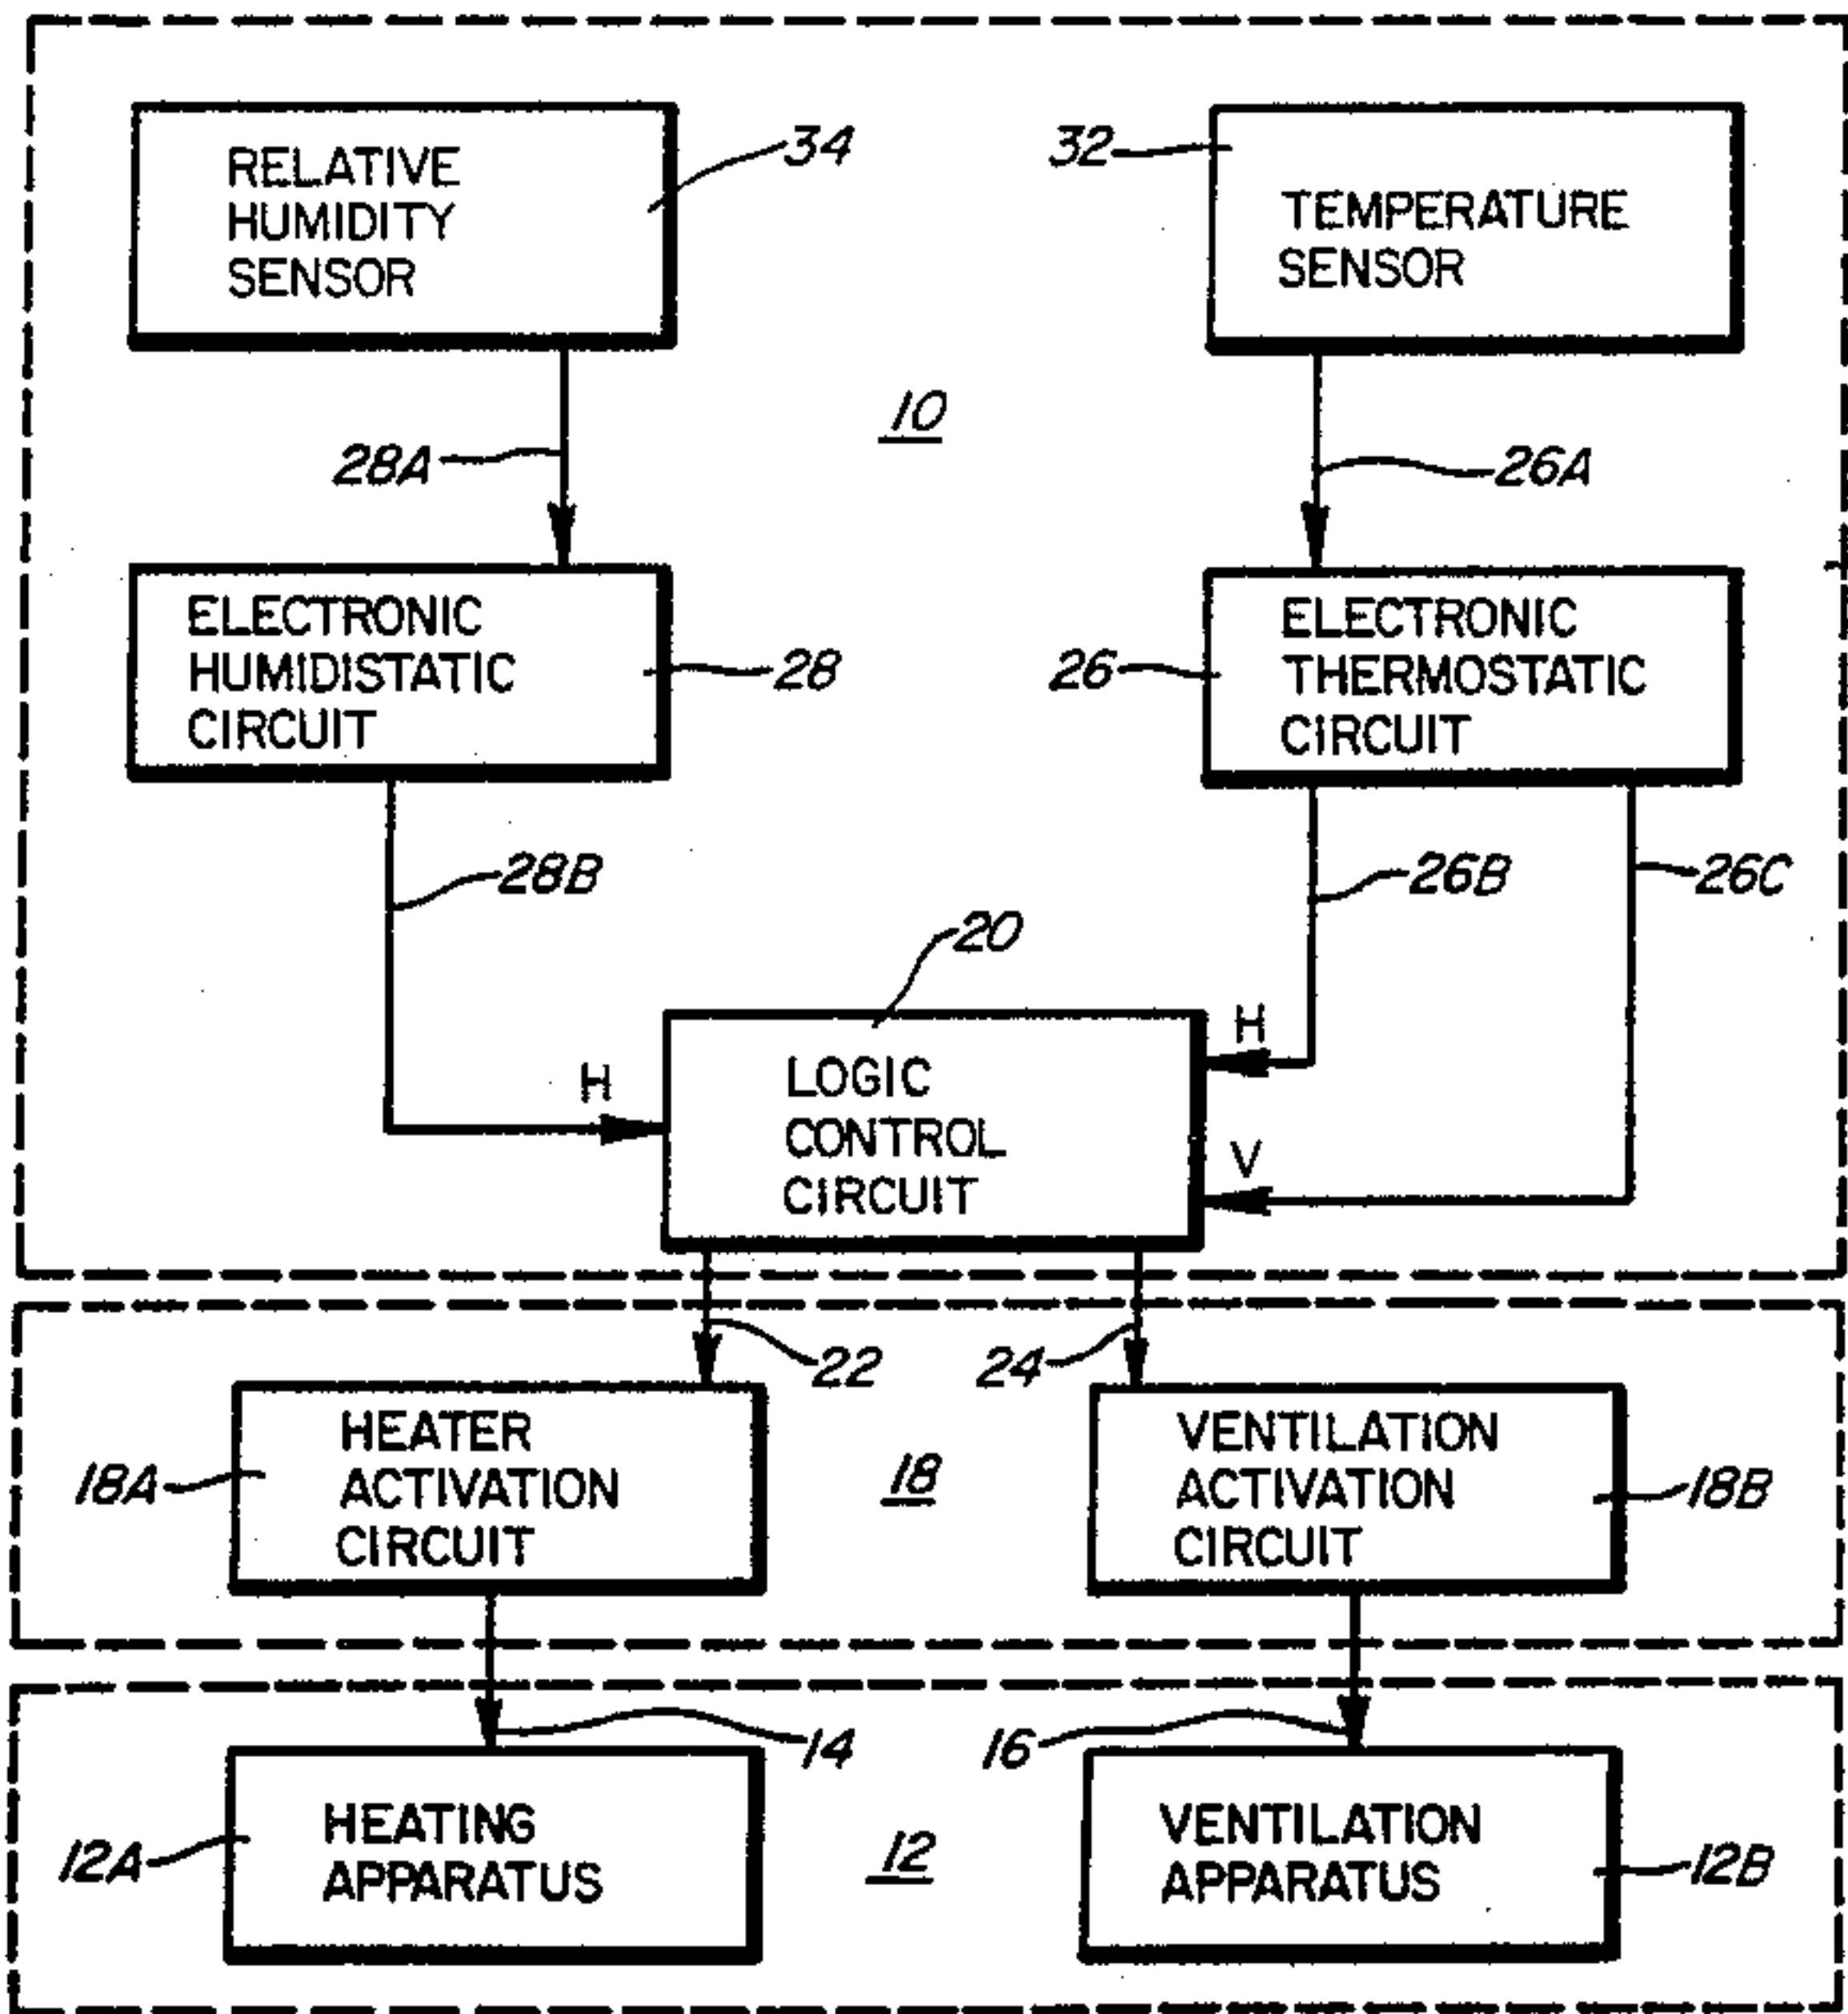 RELATIVE
HUMIDITY
SENSOR
34
32
TEMPERATURE
SENSOR
10
28A
26A
ELECTRONIC
HUMIDISTATIC
CIRCUIT
28
26
ELECTRONIC
THERMOSTATIC
CIRCUIT
28B
26B
26C
20
H
H
V
LOGIC
CONTROL
CIRCUIT
22
24
18A
HEATER
ACTIVATION
CIRCUIT
18
VENTILATION
ACTIVATION
CIRCUIT
18B
14
16
12A
HEATING
APPARATUS
12
VENTILATION
APPARATUS
12B